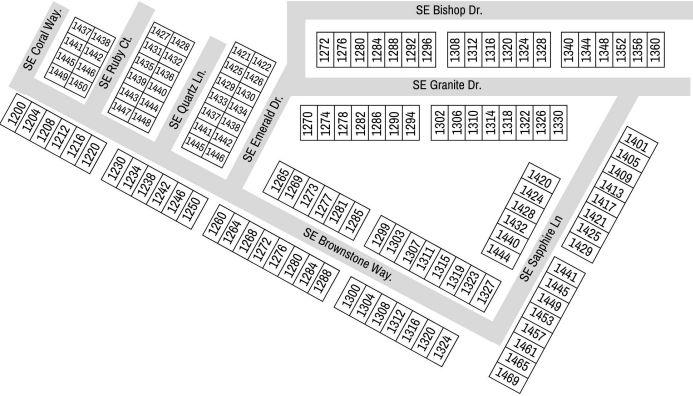 SE Bishop Dr.
1272 1276 1280 1284 1288 1292 1296
1308 1312 1316 1320 1324 1328
1340 1344 1348 1352 1356 1360
SE Granite Dr.
1270 1274 1278 1282 1286 1290 1294
1302 1306 1310 1314 1318 1322 1326 1330
SE Coral Way.
1437 1438
1441 1442
1445 1446
1449 1450
SE Ruby Ct.
1427 1428
1431 1432
1435 1436
1439 1440
1443 1444
1447 1448
SE Quartz Ln.
1421 1422
1425 1426
1429 1430
1433 1434
1437 1438
1441 1442
1445 1446
SE Emerald Dr.
1200 1204 1208 1212 1216 1220
1230 1234 1238 1242 1246 1250
1260 1264 1268 1272 1276 1280 1284 1288
1300 1304 1308 1312 1316 1320 1324
SE Brownstone Way.
1265 1269 1273 1277 1281 1285
1299 1303 1307 1311 1315 1319 1323 1327
1420
1424
1428
1432
1440
1444
SE Sapphire Ln
1401
1405
1409
1413
1417
1421
1425
1429
1441
1445
1449
1453
1457
1461
1465
1469